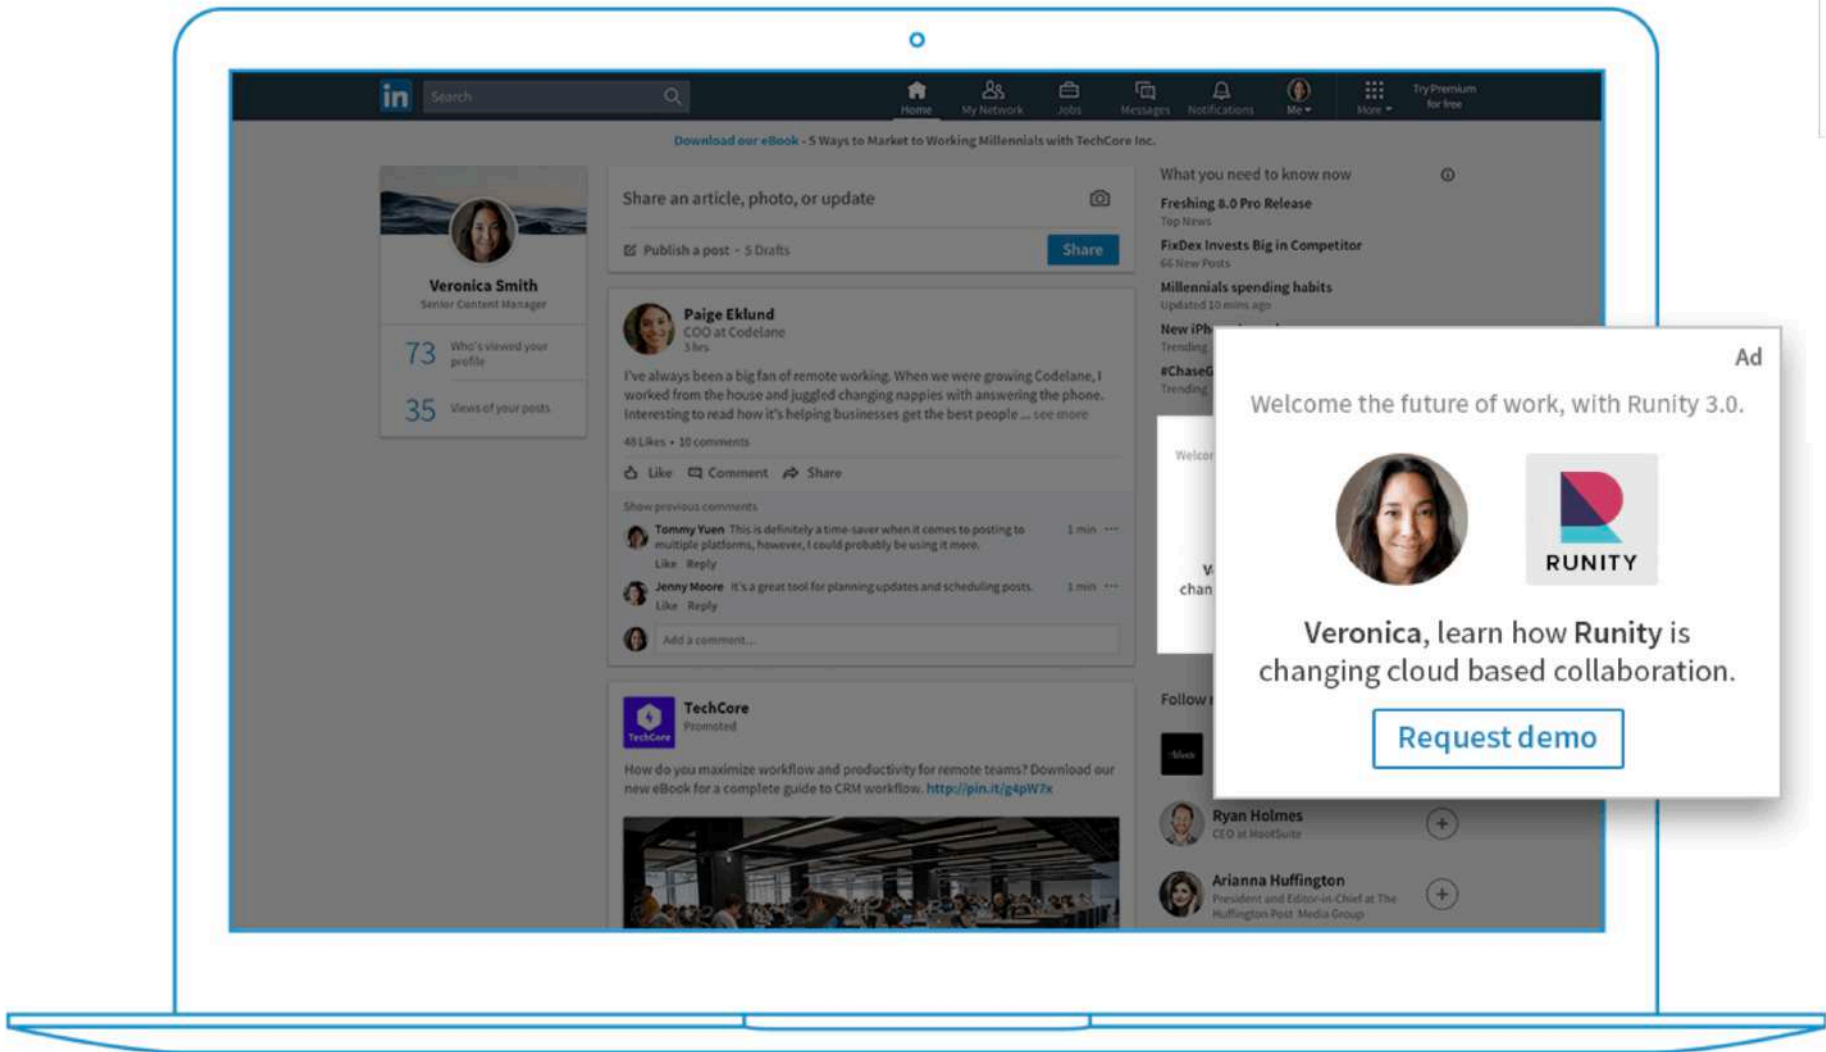 in
Search
Home
My Network
Jobs
Messages
Notifications
Me
More
Try Premium
for free
Download our eBook - 5 Ways to Market to Working Millennials with TechCore Inc.
Veronica Smith
Senior Content Manager
73 Who's viewed your
profile
35 Views of your posts
Share an article, photo, or update
Publish a post - 5 Drafts
Share
Paige Eklund
COO at Codelane
3 hrs
I've always been a big fan of remote working. When we were growing Codelane, I
worked from the house and juggled changing nappies with answering the phone.
Interesting to read how it's helping businesses get the best people ... see more
48 Likes • 10 comments
Like Comment Share
Show previous comments
Tommy Yuen This is definitely a time-saver when it comes to posting to 1 min
multiple platforms, however, I could probably be using it more.
Like Reply
Jenny Moore It's a great tool for planning updates and scheduling posts. 1 min
Like Reply
Add a comment...
TechCore
TechCore
Promoted
How do you maximize workflow and productivity for remote teams? Download our
new eBook for a complete guide to CRM workflow. http://pin.it/g4pW7x
What you need to know now
Freshing 8.0 Pro Release
Top News
FixDex Invests Big in Competitor
66 New Posts
Millennials spending habits
Updated 10 mins ago
New iPh
Trending
#ChaseG
Trending
Welcor
V
chan
Ad
Welcome the future of work, with Runity 3.0.
RUNITY
Veronica, learn how Runity is
changing cloud based collaboration.
Request demo
Follow
Ryan Holmes
CEO at HootSuite
Arianna Huffington
President and Editor-in-Chief at The
Huffington Post Media Group